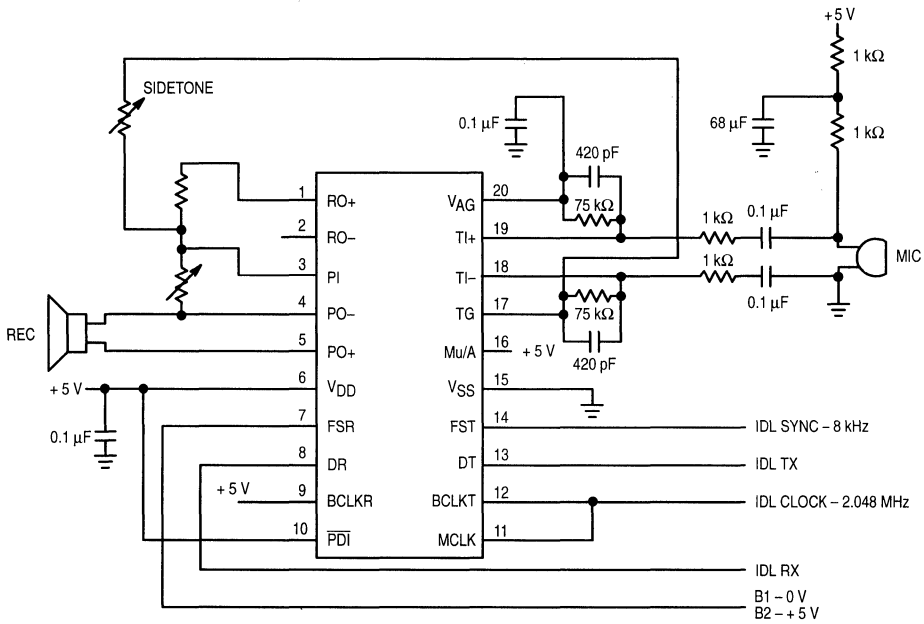 +5 V
1 kΩ
SIDETONE
0.1 μF
68 μF
1 kΩ
420 pF
1 RO+
VAG 20
75 kΩ
1 kΩ
0.1 μF
2 RO–
TI+ 19
3 PI
TI– 18
1 kΩ
MIC
0.1 μF
4 PO–
TG 17
75 kΩ
REC
5 PO+
Mu/A 16
+ 5 V
420 pF
+ 5 V
6 VDD
VSS 15
7 FSR
FST 14
IDL SYNC – 8 kHz
0.1 μF
8 DR
DT 13
IDL TX
+ 5 V
9 BCLKR
BCLKT 12
IDL CLOCK – 2.048 MHz
10 PDI
MCLK 11
IDL RX
B1 – 0 V
B2 – + 5 V